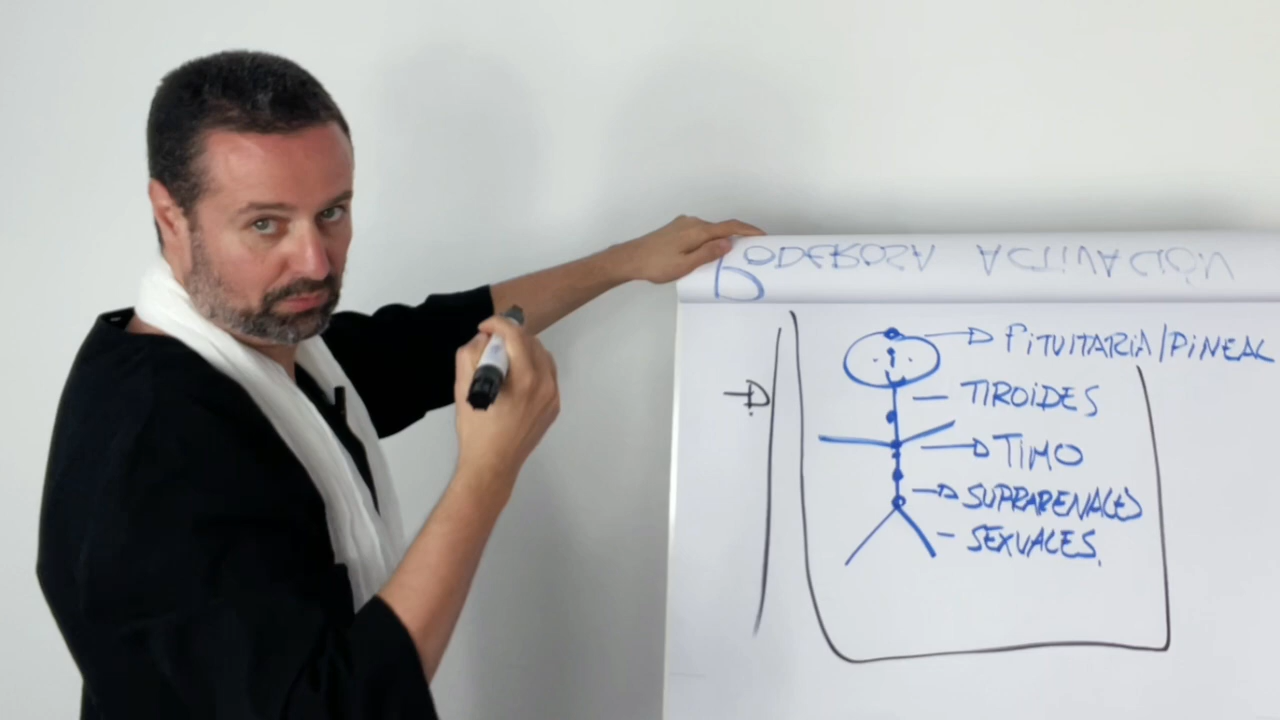 PODEROSA ACTIVACIÓN
PITUITARIA/PINEAL
TIROIDES
TIMO
SUPRARENALES
SEXUALES